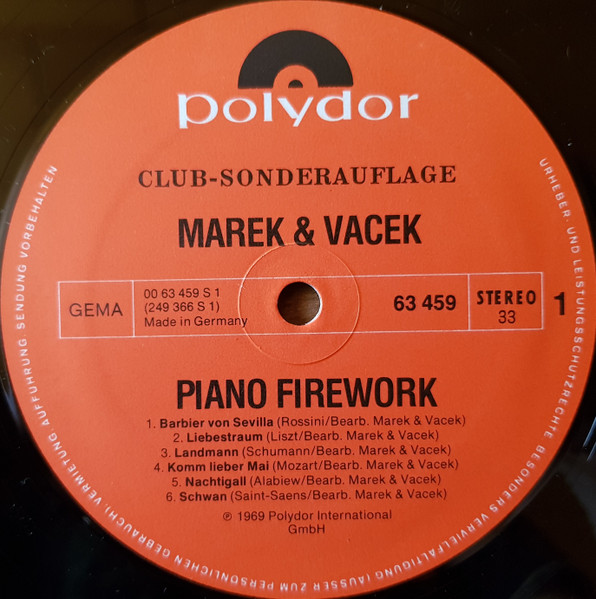 polydor
CLUB-SONDERAUFLAGE
MAREK & VACEK
GEMA
00 63 459 S 1
(249 366 S 1)
Made in Germany
63 459
STEREO
33
1
PIANO FIREWORK
1. Barbier von Sevilla (Rossini/Bearb. Marek & Vacek)
2. Liebestraum (Liszt/Bearb. Marek & Vacek)
3. Landmann (Schumann/Bearb. Marek & Vacek)
4. Komm lieber Mai (Mozart/Bearb. Marek & Vacek)
5. Nachtigall (Alabiew/Bearb. Marek & Vacek)
6. Schwan (Saint-Saens/Bearb. Marek & Vacek)
℗ 1969 Polydor International
GmbH
URHEBER- UND LEISTUNGSSCHUTZRECHTE BESONDERS VERVIELFÄLTIGUNG (AUSSER ZUM PERSÖNLICHEN GEBRAUCH), VERMIETUNG, AUFFÜHRUNG, SENDUNG VORBEHALTEN